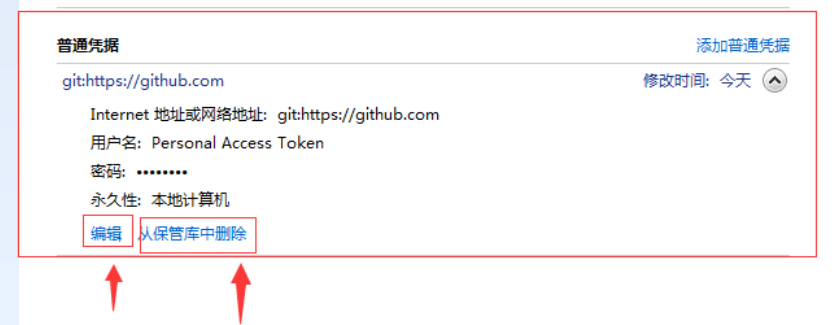 普通凭据 添加普通凭据
git:https://github.com 修改时间: 今天
Internet 地址或网络地址: git:https://github.com
用户名: Personal Access Token
密码: ••••••••
永久性: 本地计算机
编辑 从保管库中删除